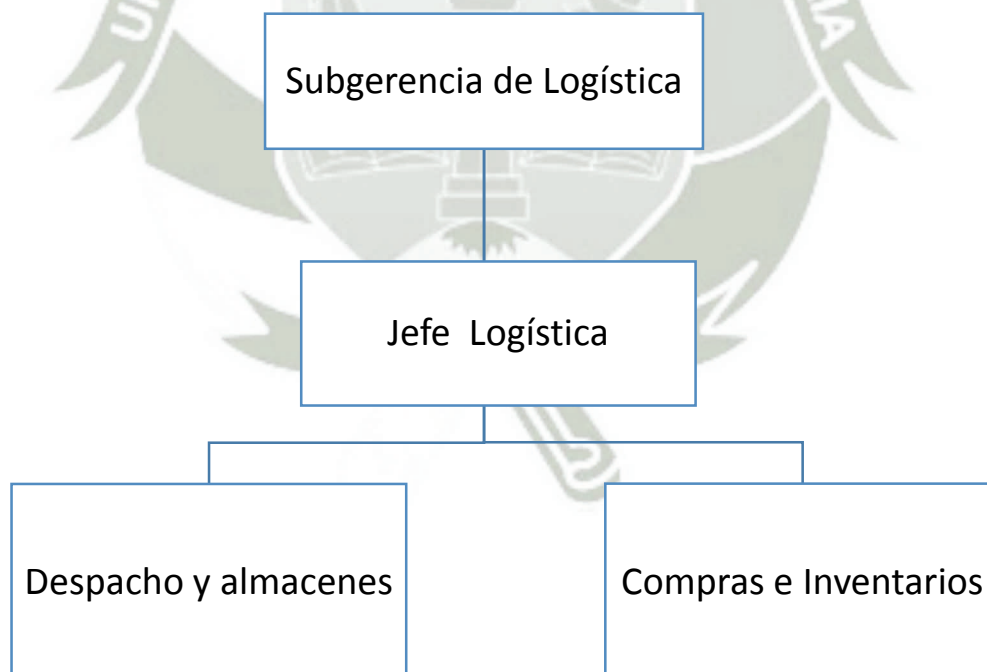 Subgerencia de Logística
Jefe Logística
Despacho y almacenes
Compras e Inventarios